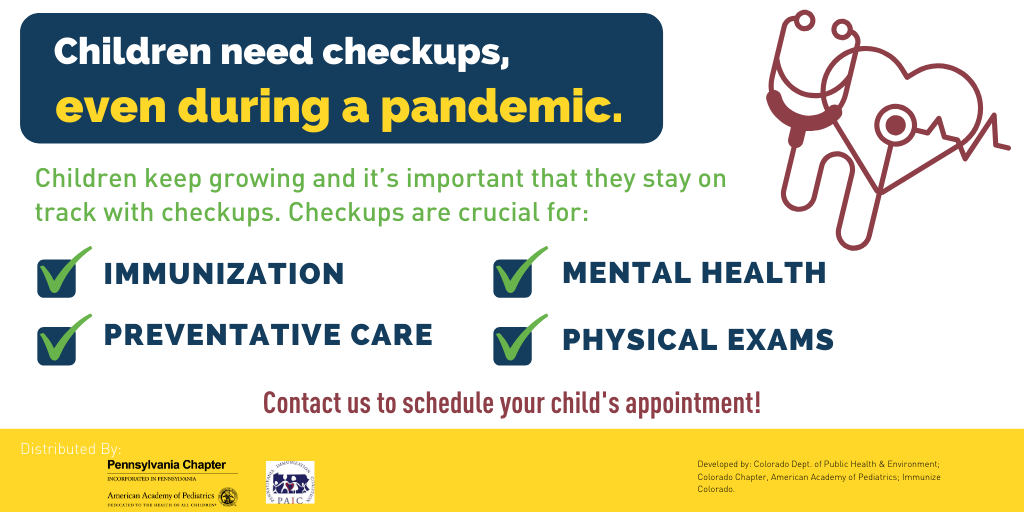 Children need checkups,
even during a pandemic.
Children keep growing and it's important that they stay on
track with checkups. Checkups are crucial for:
IMMUNIZATION
MENTAL HEALTH
PREVENTATIVE CARE
PHYSICAL EXAMS
Contact us to schedule your child's appointment!
Distributed By:
Pennsylvania Chapter
INCORPORATED IN PENNSYLVANIA
American Academy of Pediatrics
DEDICATED TO THE HEALTH OF ALL CHILDREN
PENNSYLVANIA IMMUNIZATION COALITION
PAIC
Developed by: Colorado Dept. of Public Health & Environment;
Colorado Chapter, American Academy of Pediatrics; Immunize
Colorado.